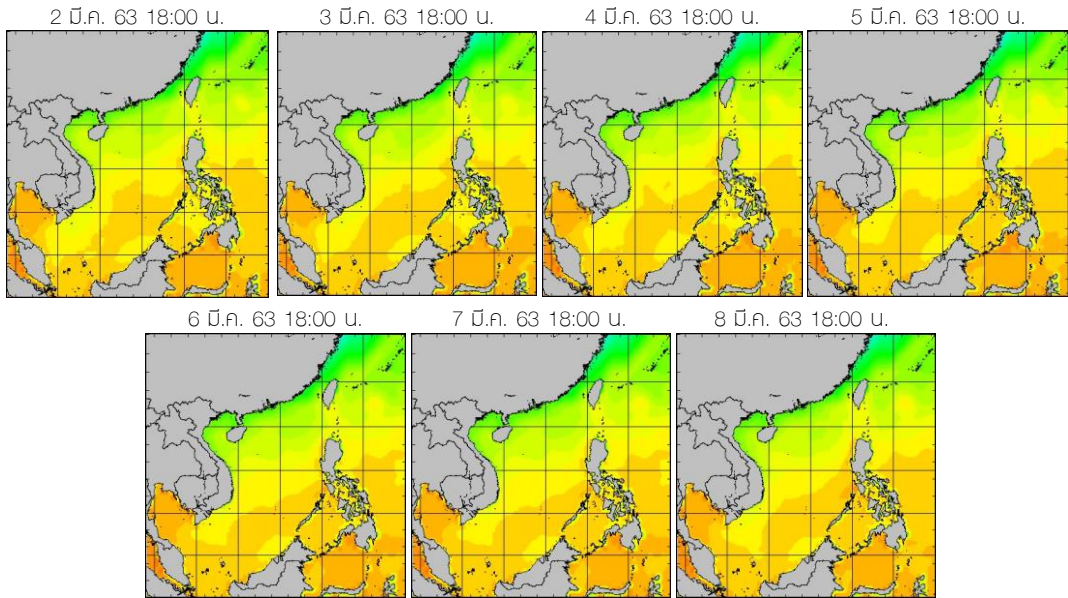 2 มี.ค. 63 18:00 น.
3 มี.ค. 63 18:00 น.
4 มี.ค. 63 18:00 น.
5 มี.ค. 63 18:00 น.
6 มี.ค. 63 18:00 น.
7 มี.ค. 63 18:00 น.
8 มี.ค. 63 18:00 น.